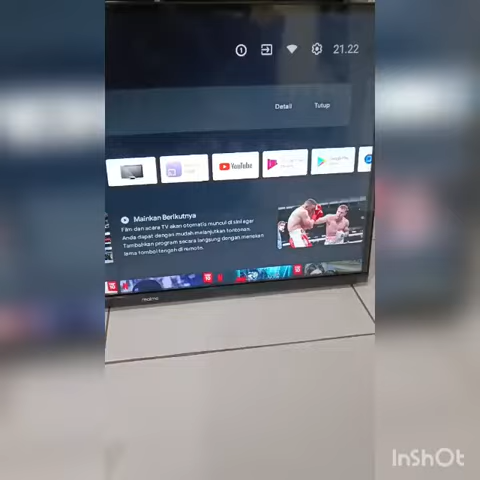 1
21.22
Detail
Tutup
YouTube
Mainkan Berikutnya
Film dan acara TV akan otomatis muncul di sini agar
Anda dapat dengan mudah melanjutkan tontonan.
Tambahkan program secara langsung dengan menekan
lama tombol tengah di remote.
realme
InShOt